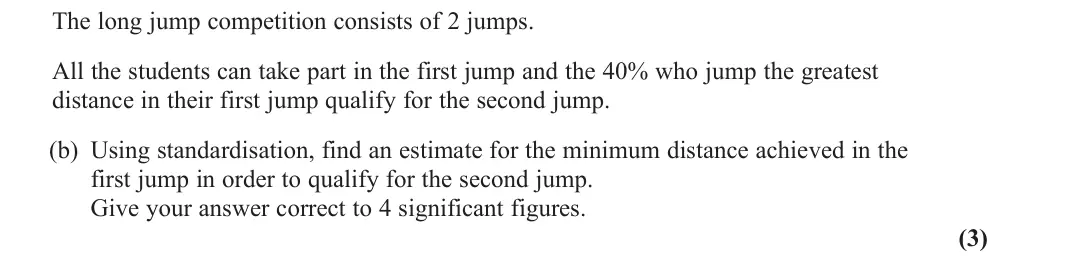 The long jump competition consists of 2 jumps.
All the students can take part in the first jump and the 40% who jump the greatest
distance in their first jump qualify for the second jump.
(b) Using standardisation, find an estimate for the minimum distance achieved in the
first jump in order to qualify for the second jump.
Give your answer correct to 4 significant figures.
(3)